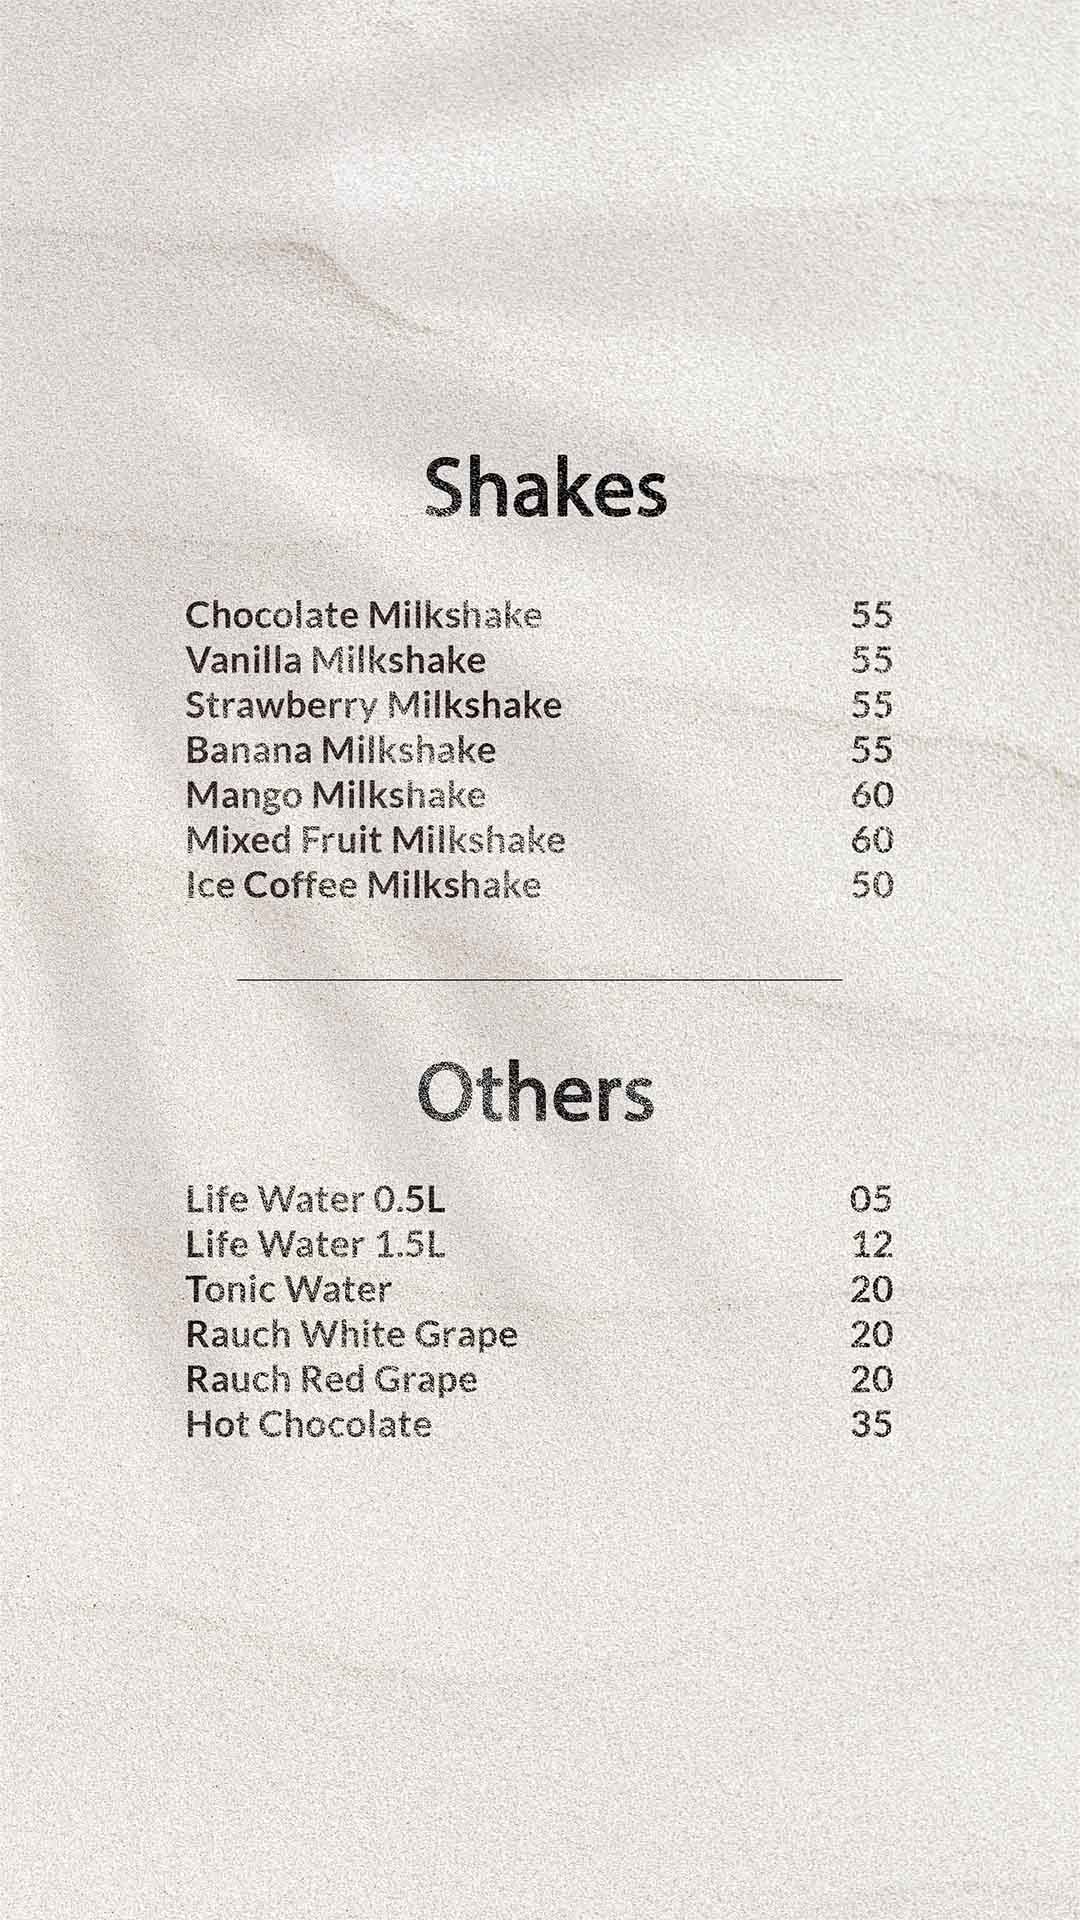 Shakes
Chocolate Milkshake 55
Vanilla Milkshake 55
Strawberry Milkshake 55
Banana Milkshake 55
Mango Milkshake 60
Mixed Fruit Milkshake 60
Ice Coffee Milkshake 50
Others
Life Water 0.5L 05
Life Water 1.5L 12
Tonic Water 20
Rauch White Grape 20
Rauch Red Grape 20
Hot Chocolate 35